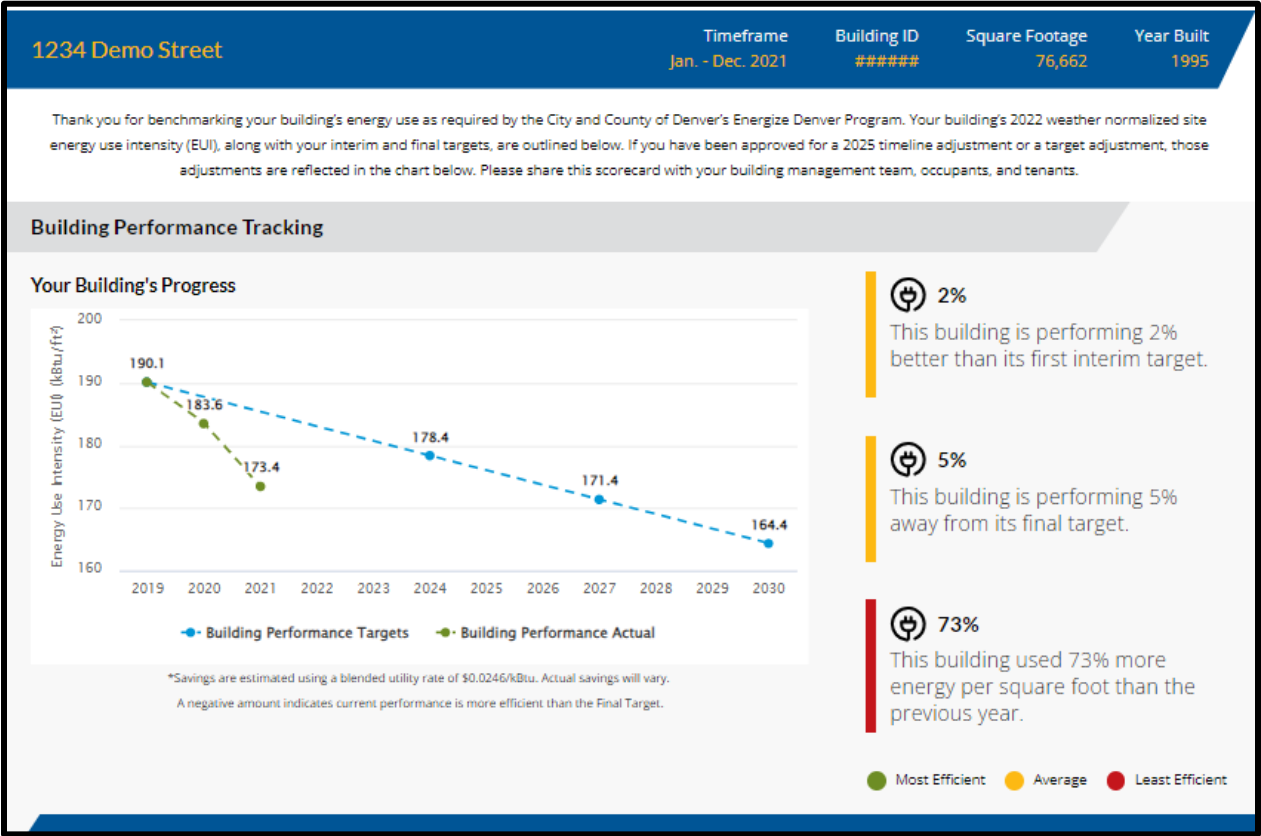 1234 Demo Street
Timeframe
Jan. - Dec. 2021
Building ID
######
Square Footage
76,662
Year Built
1995
Thank you for benchmarking your building's energy use as required by the City and County of Denver's Energize Denver Program. Your building's 2022 weather normalized site
energy use intensity (EUI), along with your interim and final targets, are outlined below. If you have been approved for a 2025 timeline adjustment or a target adjustment, those
adjustments are reflected in the chart below. Please share this scorecard with your building management team, occupants, and tenants.
Building Performance Tracking
Your Building's Progress
Energy Use Intensity (EUI) (kBtu/ft²)
200
190
180
170
160
190.1
183.6
173.4
178.4
171.4
164.4
2019 2020 2021 2022 2023 2024 2025 2026 2027 2028 2029 2030
Building Performance Targets Building Performance Actual
*Savings are estimated using a blended utility rate of $0.0246/kBtu. Actual savings will vary.
A negative amount indicates current performance is more efficient than the Final Target.
2%
This building is performing 2%
better than its first interim target.
5%
This building is performing 5%
away from its final target.
73%
This building used 73% more
energy per square foot than the
previous year.
Most Efficient Average Least Efficient